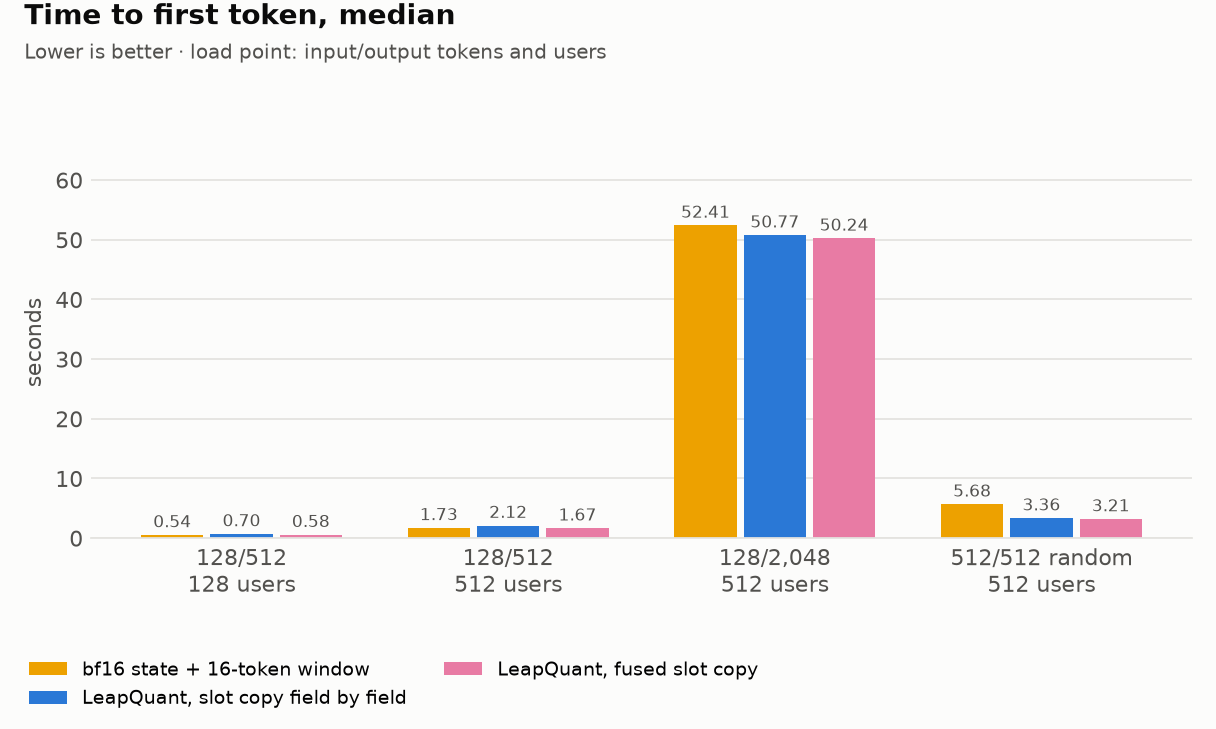 Time to first token, median
Lower is better · load point: input/output tokens and users
seconds
60
50
40
30
20
10
0
0.54
0.70
0.58
1.73
2.12
1.67
52.41
50.77
50.24
5.68
3.36
3.21
128/512
128 users
128/512
512 users
128/2,048
512 users
512/512 random
512 users
bf16 state + 16-token window
LeapQuant, slot copy field by field
LeapQuant, fused slot copy